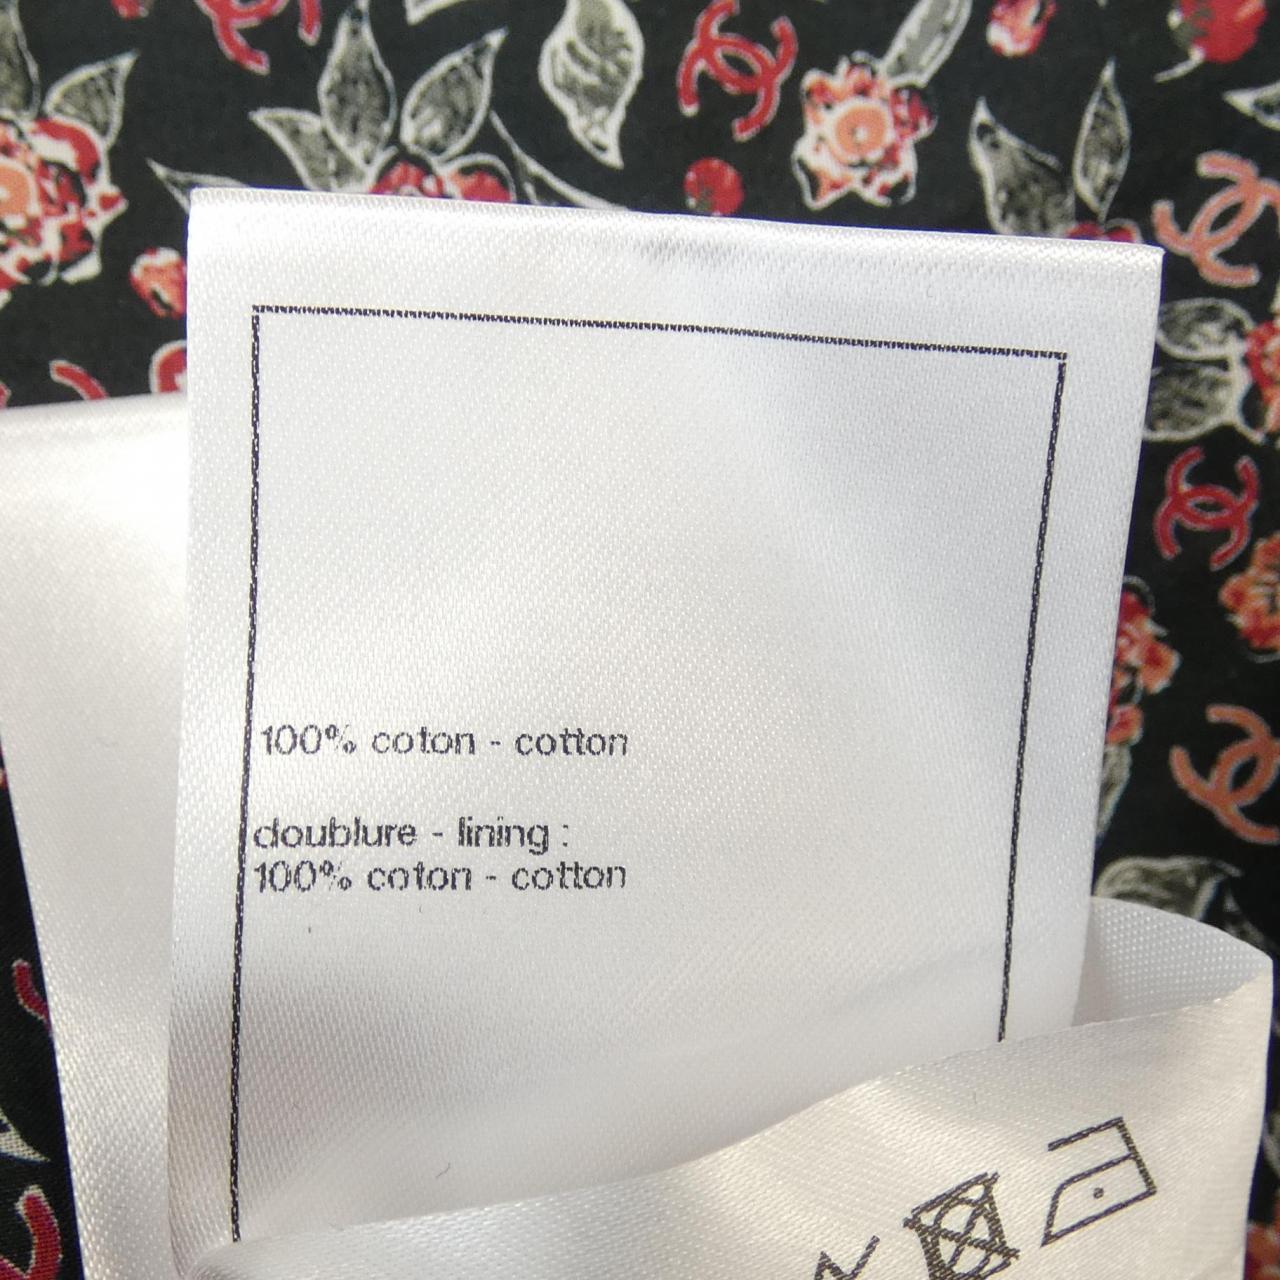 100% coton - cotton
doublure - lining :
100% coton - cotton